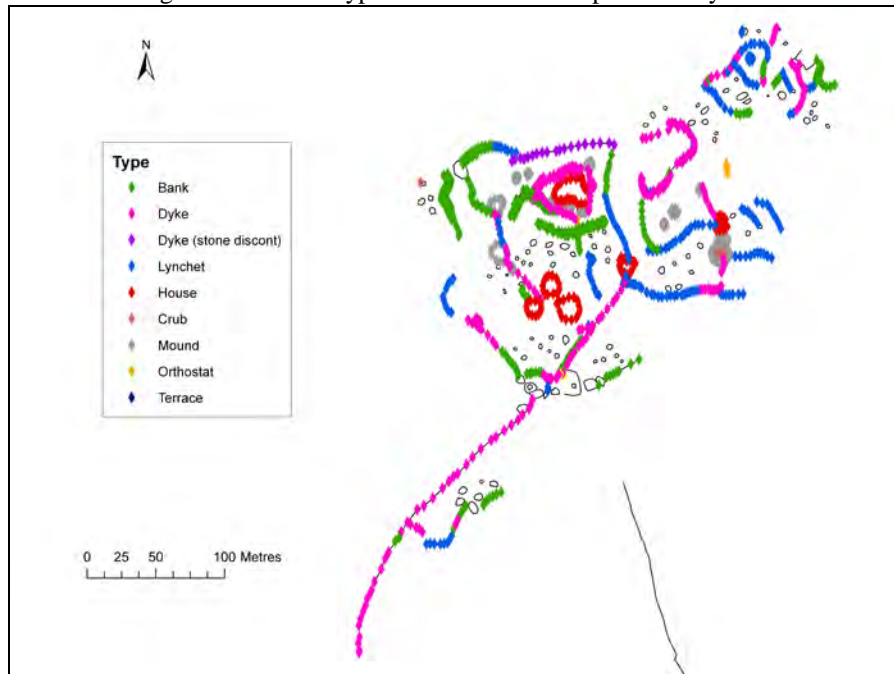 N
Type
Bank
Dyke
Dyke (stone discont)
Lynchet
House
Crub
Mound
Orthostat
Terrace
0 25 50 100 Metres